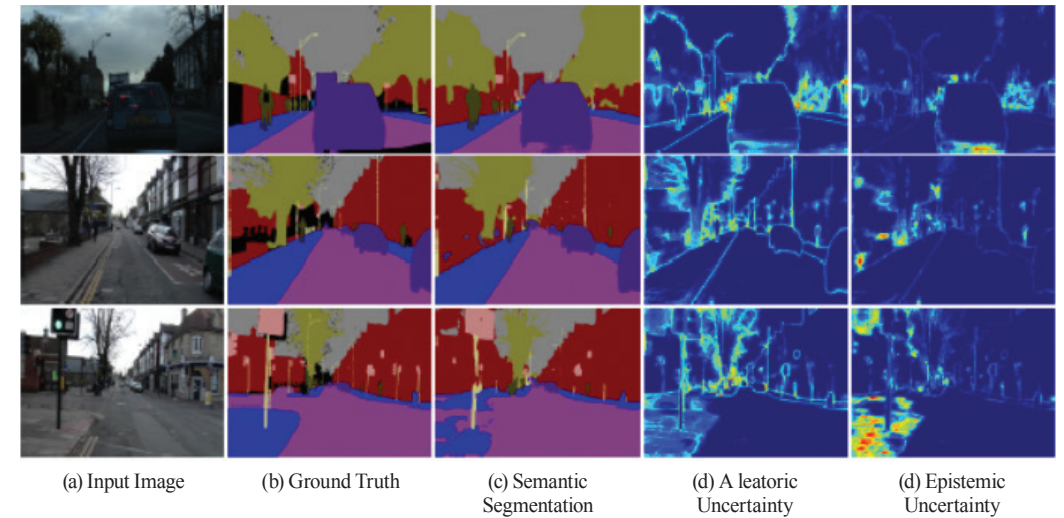 (a) Input Image
(b) Ground Truth
(c) Semantic
Segmentation
(d) A leatoric
Uncertainty
(d) Epistemic
Uncertainty